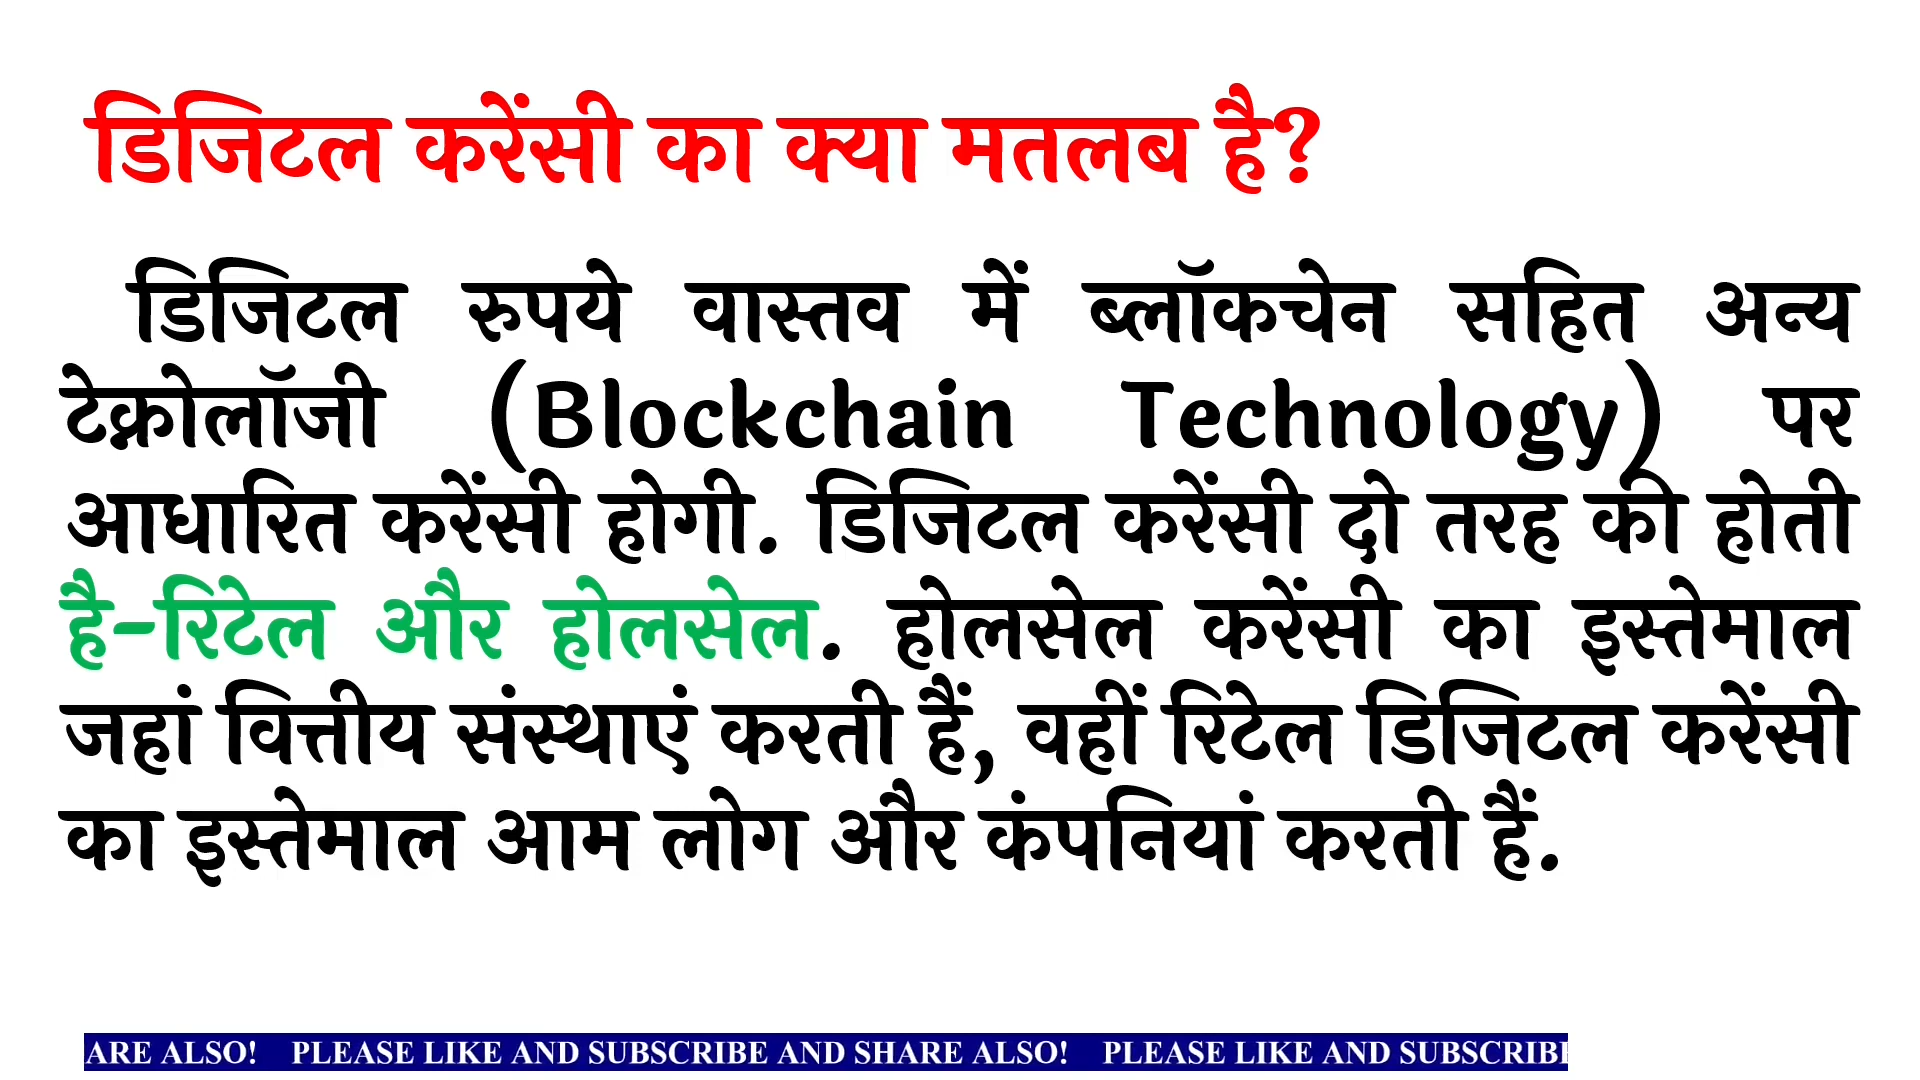 डिजिटल करेंसी का क्या मतलब है?
डिजिटल रुपये वास्तव में ब्लॉकचेन सहित अन्य
टेक्नोलॉजी (Blockchain Technology) पर
आधारित करेंसी होगी. डिजिटल करेंसी दो तरह की होती
है-रिटेल और होलसेल. होलसेल करेंसी का इस्तेमाल
जहां वित्तीय संस्थाएं करती हैं, वहीं रिटेल डिजिटल करेंसी
का इस्तेमाल आम लोग और कंपनियां करती हैं.
ARE ALSO! PLEASE LIKE AND SUBSCRIBE AND SHARE ALSO! PLEASE LIKE AND SUBSCRIBE